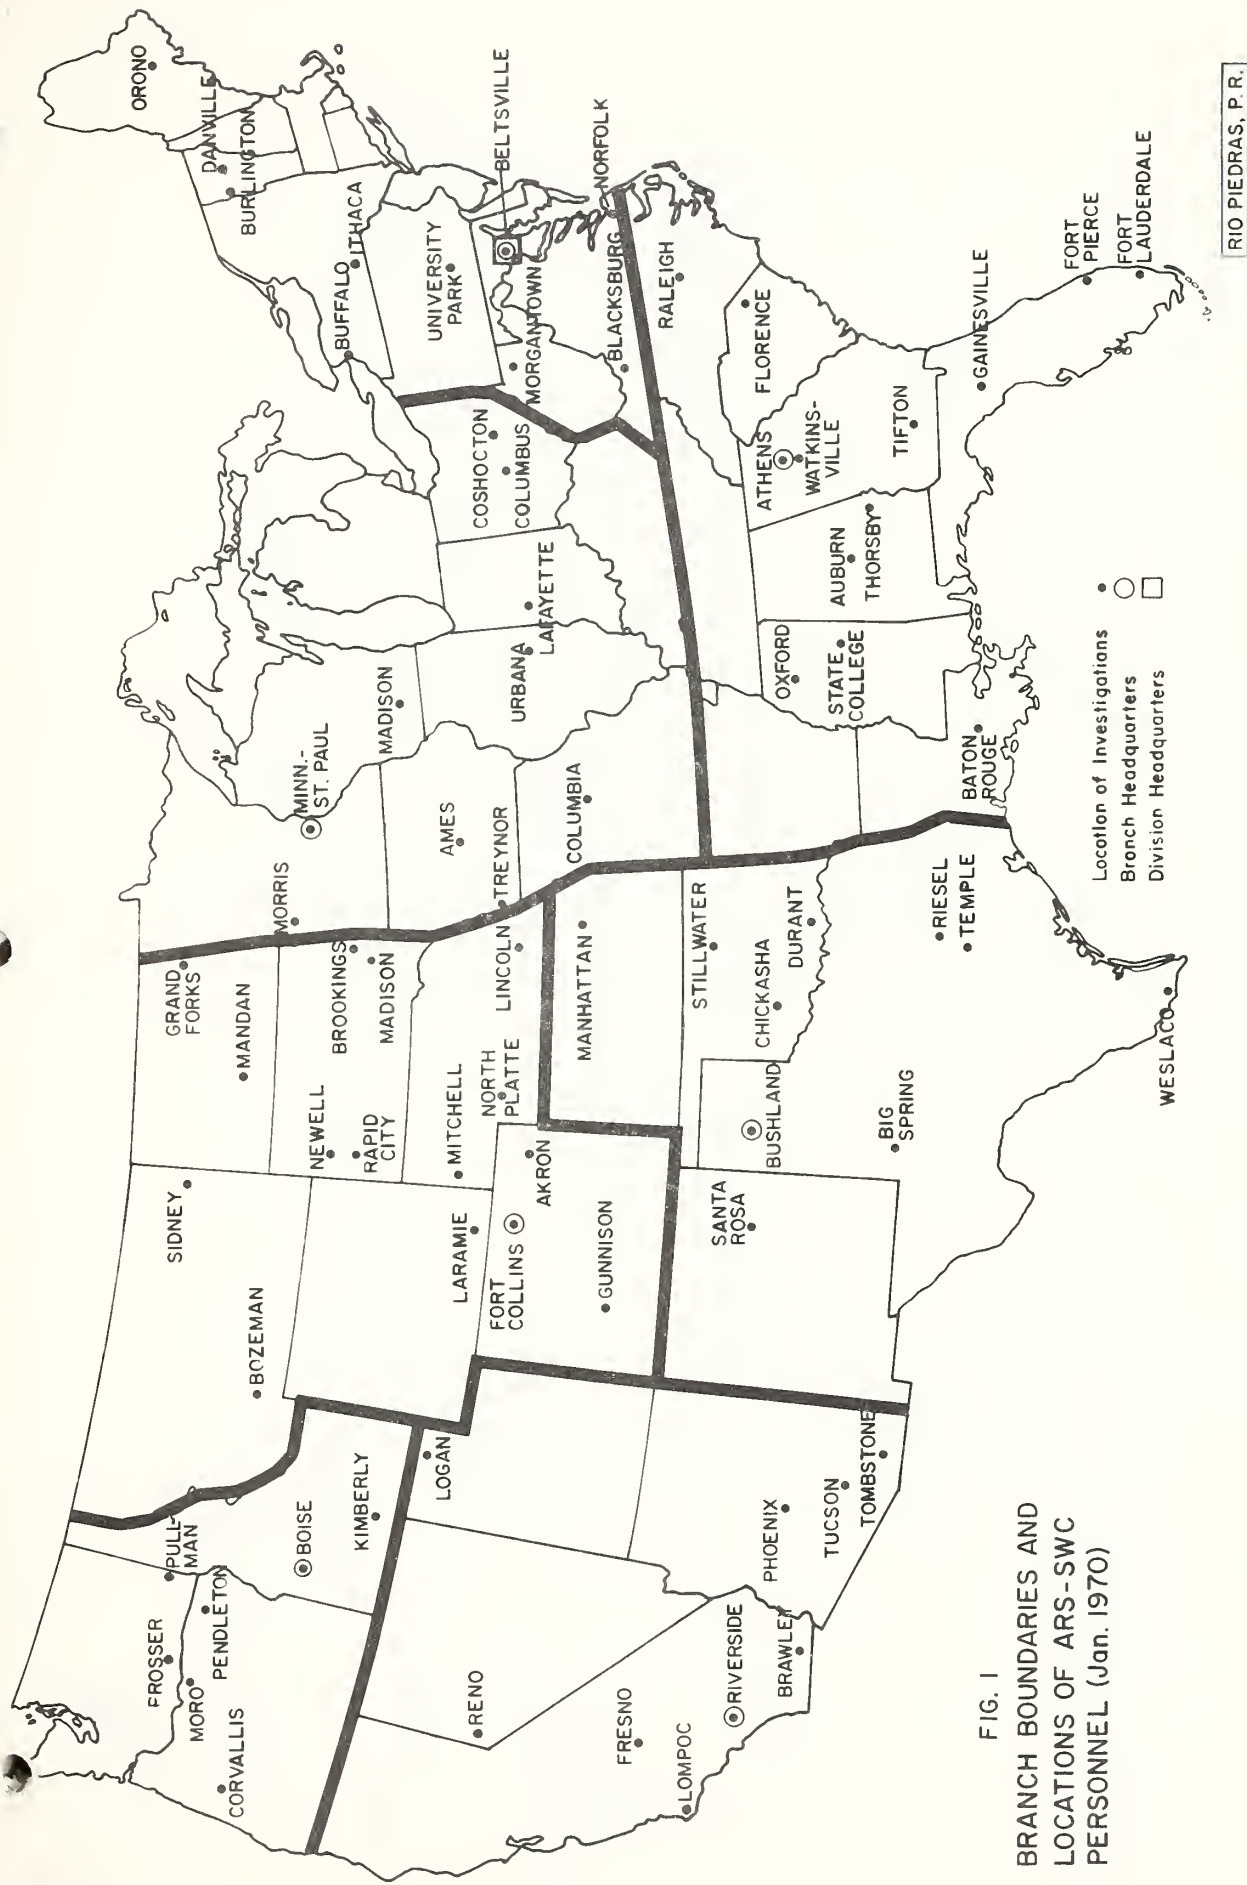 ORONO
DANVILLE
BURLINGTON
ITHACA
BUFFALO
UNIVERSITY
PARK
BELTSVILLE
MORGANTOWN
NORFOLK
BLACKSBURG
RALEIGH
FLORENCE
COSHOCTON
COLUMBUS
ATHENS
WATKINS-
VILLE
TIFTON
GAINESVILLE
FORT
PIERCE
FORT
LAUDERDALE
RIO PIEDRAS, P.R.
AUBURN
THORSBY
OXFORD
STATE
COLLEGE
BATON
ROUGE
LAFAYETTE
URBANA
MADISON
MINN.-
ST. PAUL
MORRIS
AMES
TREYNOR
COLUMBIA
GRAND
FORKS
MANDAN
BROOKINGS
MADISON
NEWELL
RAPID
CITY
MITCHELL
LINCOLN
NORTH
PLATTE
MANHATTAN
STILLWATER
CHICKASHA
DURANT
RIESEL
TEMPLE
BUSHLAND
BIG
SPRING
WESLACO
SIDNEY
BOZEMAN
LARAMIE
FORT
COLLINS
AKRON
GUNNISON
SANTA
ROSA
PULL-
MAN
BOISE
KIMBERLY
LOGAN
PHOENIX
TUCSON
TOMBSTONE
FROSSER
MORO
PENDLETON
CORVALLIS
RENO
FRESNO
LOMPOC
RIVERSIDE
BRAWLEY
Location of Investigations
Branch Headquarters
Division Headquarters
FIG. 1
BRANCH BOUNDARIES AND
LOCATIONS OF ARS-SWC
PERSONNEL (Jan. 1970)